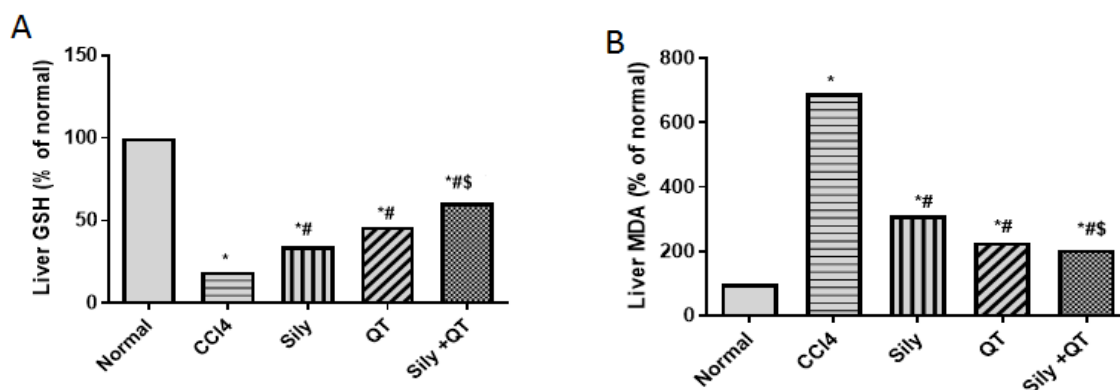 A
Liver GSH (% of normal)
150
100
50
0
*
*#
*#
*#$
Normal
CCl4
Sily
QT
Sily +QT
B
Liver MDA (% of normal)
800
600
400
200
0
*
*#
*#
*#$
Normal
CCl4
Sily
QT
Sily +QT